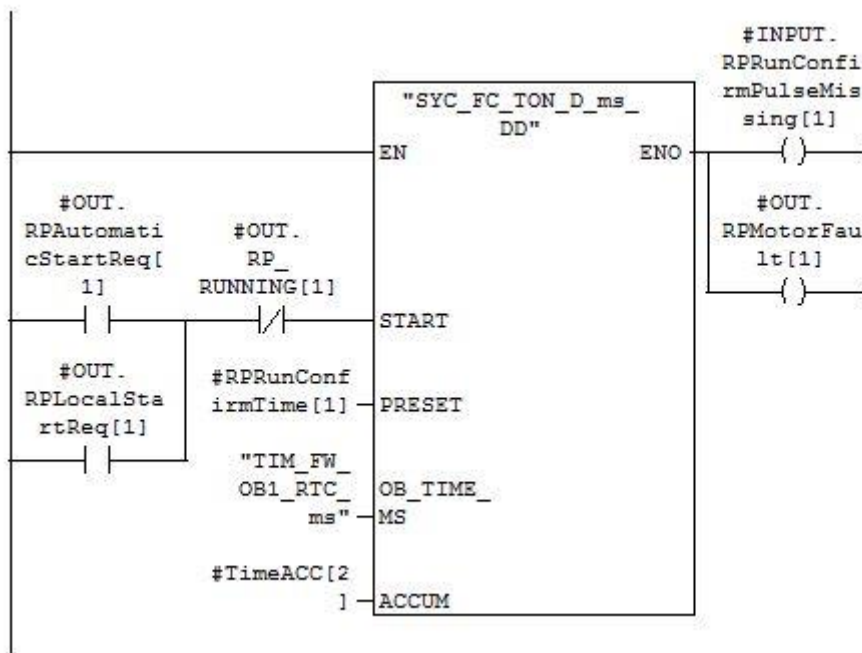 #INPUT.
RPRunConfi
rmPulseMis
sing[1]
"SYC_FC_TON_D_ms_
DD"
EN
ENO
#OUT.
RPAutomati
cStartReq[
1]
#OUT.
RP_
RUNNING[1]
#OUT.
RPMotorFau
lt[1]
START
#OUT.
RPLocalSta
rtReq[1]
#RPRunConf
irmTime[1]
PRESET
"TIM_FW_
OB1_RTC_
ms"
OB_TIME_
MS
#TimeACC[2
]
ACCUM